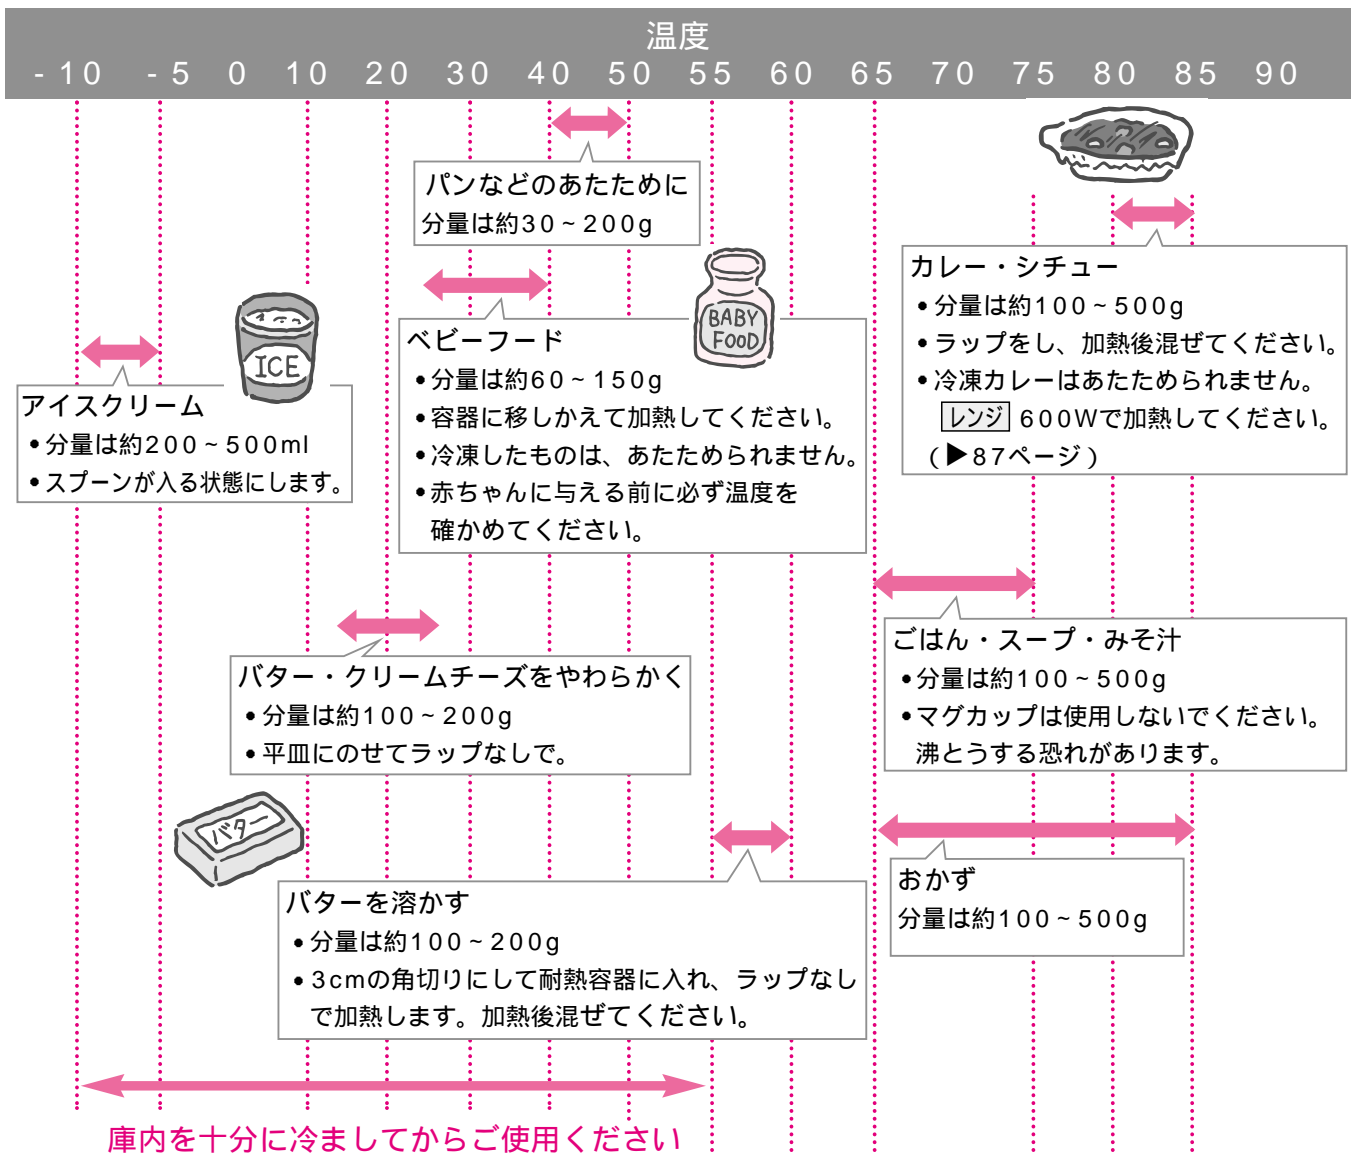 温度
-10 -5 0 10 20 30 40 50 55 60 65 70 75 80 85 90
パンなどのあたために
分量は約30~200g
カレー・シチュー
•分量は約100~500g
•ラップをし、加熱後混ぜてください。
•冷凍カレーはあたためられません。
レンジ 600Wで加熱してください。
(▶87ページ)
BABY
FOOD
ベビーフード
•分量は約60~150g
•容器に移しかえて加熱してください。
•冷凍したものは、あたためられません。
•赤ちゃんに与える前に必ず温度を
確かめてください。
ICE
アイスクリーム
•分量は約200~500ml
•スプーンが入る状態にします。
ごはん・スープ・みそ汁
•分量は約100~500g
•マグカップは使用しないでください。
沸とうする恐れがあります。
バター・クリームチーズをやわらかく
•分量は約100~200g
•平皿にのせてラップなしで。
バター
バターを溶かす
•分量は約100~200g
•3cmの角切りにして耐熱容器に入れ、ラップなし
で加熱します。加熱後混ぜてください。
おかず
分量は約100~500g
庫内を十分に冷ましてからご使用ください